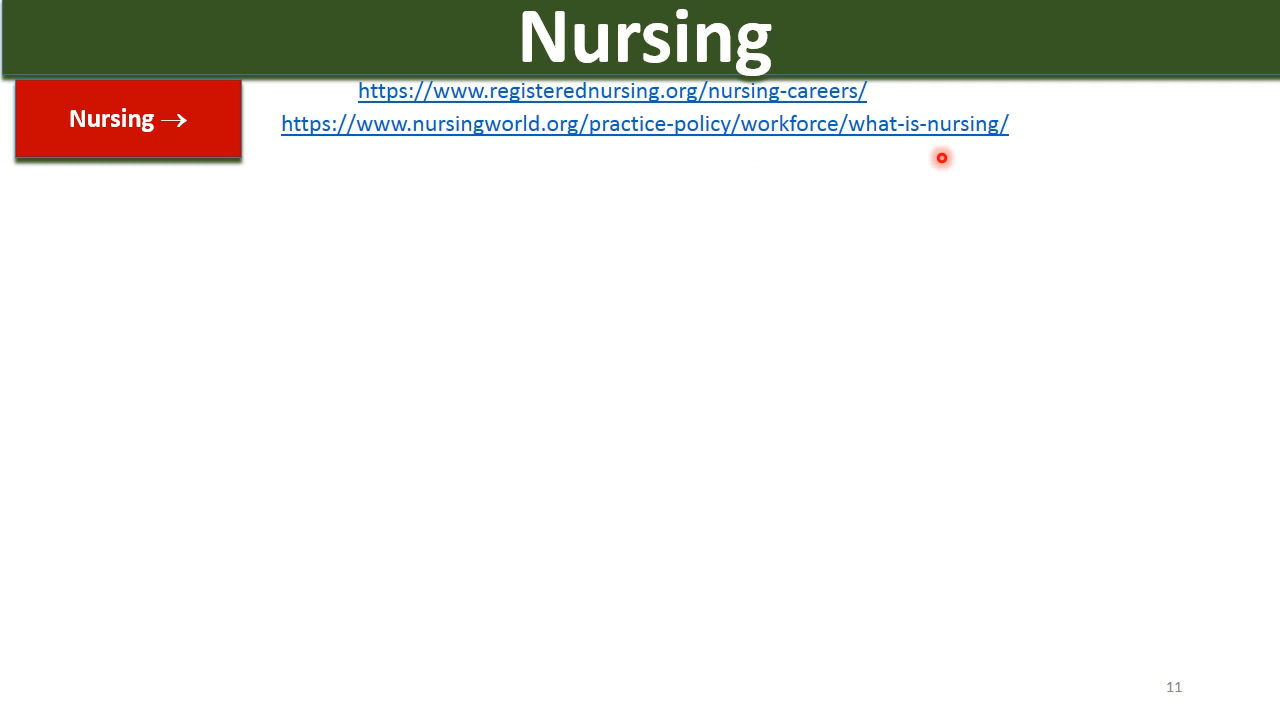 Nursing
https://www.registerednursing.org/nursing-careers/
Nursing →
https://www.nursingworld.org/practice-policy/workforce/what-is-nursing/
11